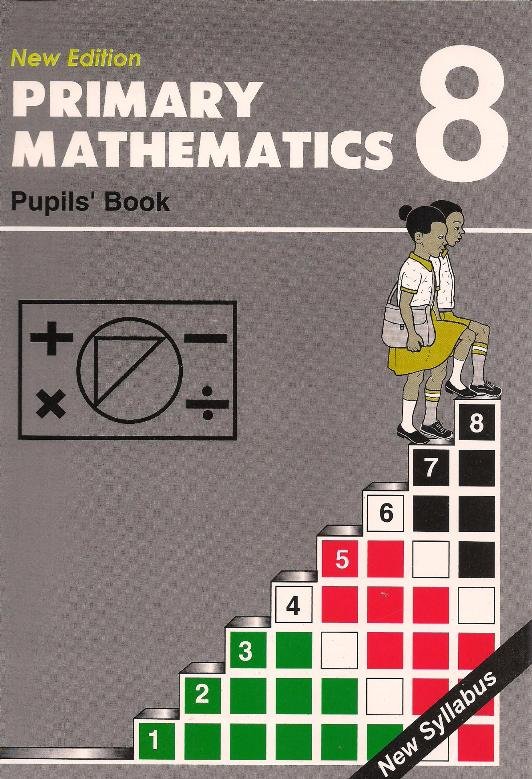 New Edition
PRIMARY
MATHEMATICS
8
Pupils' Book
+
−
×
÷
8
7
6
5
4
3
2
1
New Syllabus